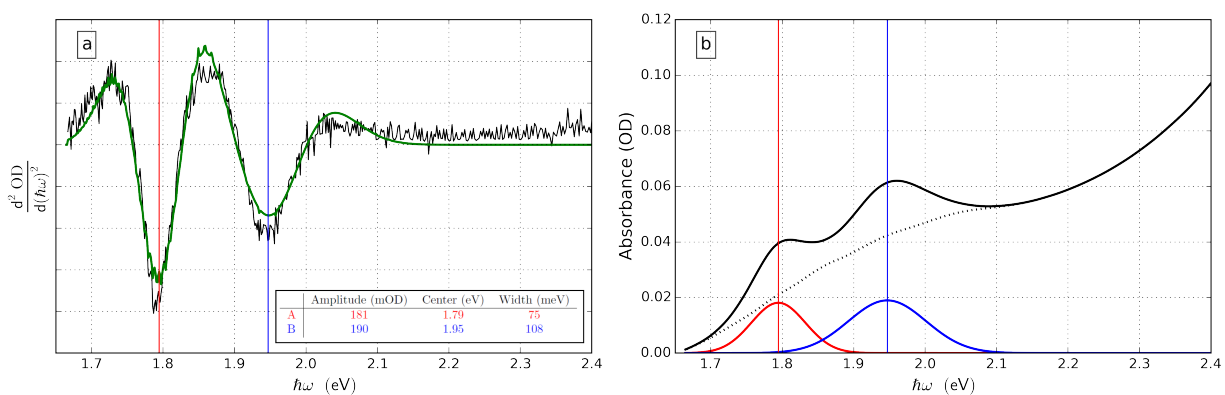 a
d² OD
d(ħω)²
Amplitude (mOD) Center (eV) Width (meV)
A 181 1.79 75
B 190 1.95 108
1.7 1.8 1.9 2.0 2.1 2.2 2.3 2.4
ħω (eV)
b
Absorbance (OD)
0.12
0.10
0.08
0.06
0.04
0.02
0.00
1.7 1.8 1.9 2.0 2.1 2.2 2.3 2.4
ħω (eV)